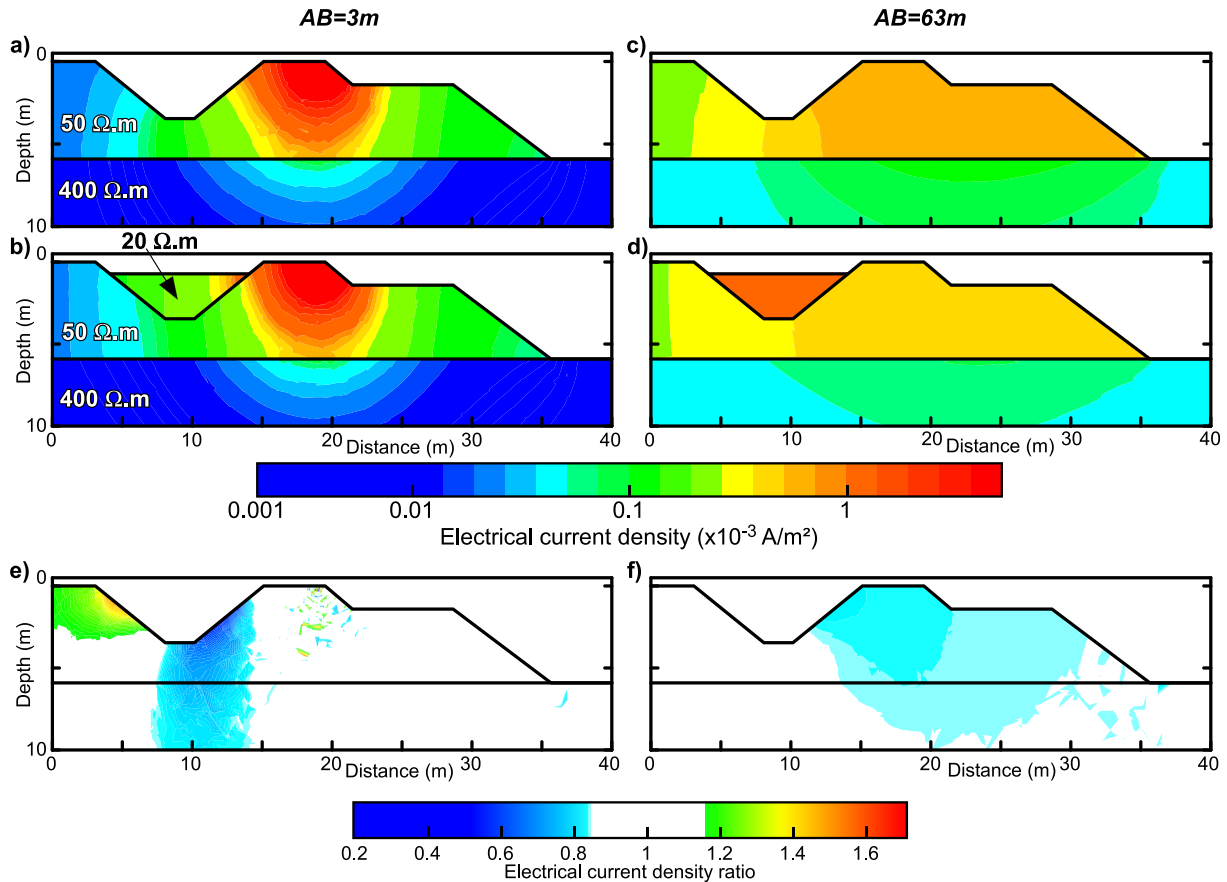 AB=3m
AB=63m
a)
c)
0
Depth (m)
50 Ω.m
400 Ω.m
10
b)
20 Ω.m
d)
0
Depth (m)
50 Ω.m
400 Ω.m
10
0 10 20 30 40
Distance (m)
0 10 20 30 40
Distance (m)
0.001 0.01 0.1 1
Electrical current density (x10⁻³ A/m²)
e)
f)
0
Depth (m)
10
0 10 20 30 40
Distance (m)
0 10 20 30 40
Distance (m)
0.2 0.4 0.6 0.8 1 1.2 1.4 1.6
Electrical current density ratio